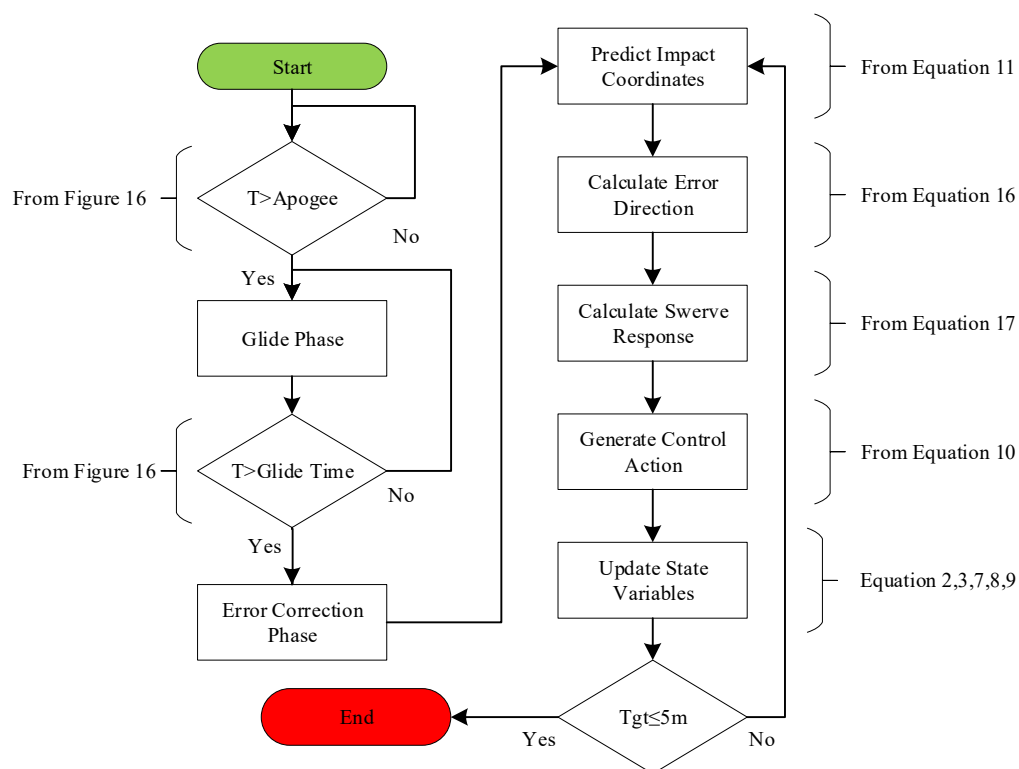 Start
From Figure 16
T>Apogee
No
Yes
Glide Phase
From Figure 16
T>Glide Time
No
Yes
Error Correction
Phase
Predict Impact
Coordinates
From Equation 11
Calculate Error
Direction
From Equation 16
Calculate Swerve
Response
From Equation 17
Generate Control
Action
From Equation 10
Update State
Variables
Equation 2,3,7,8,9
Tgt≤5m
No
Yes
End